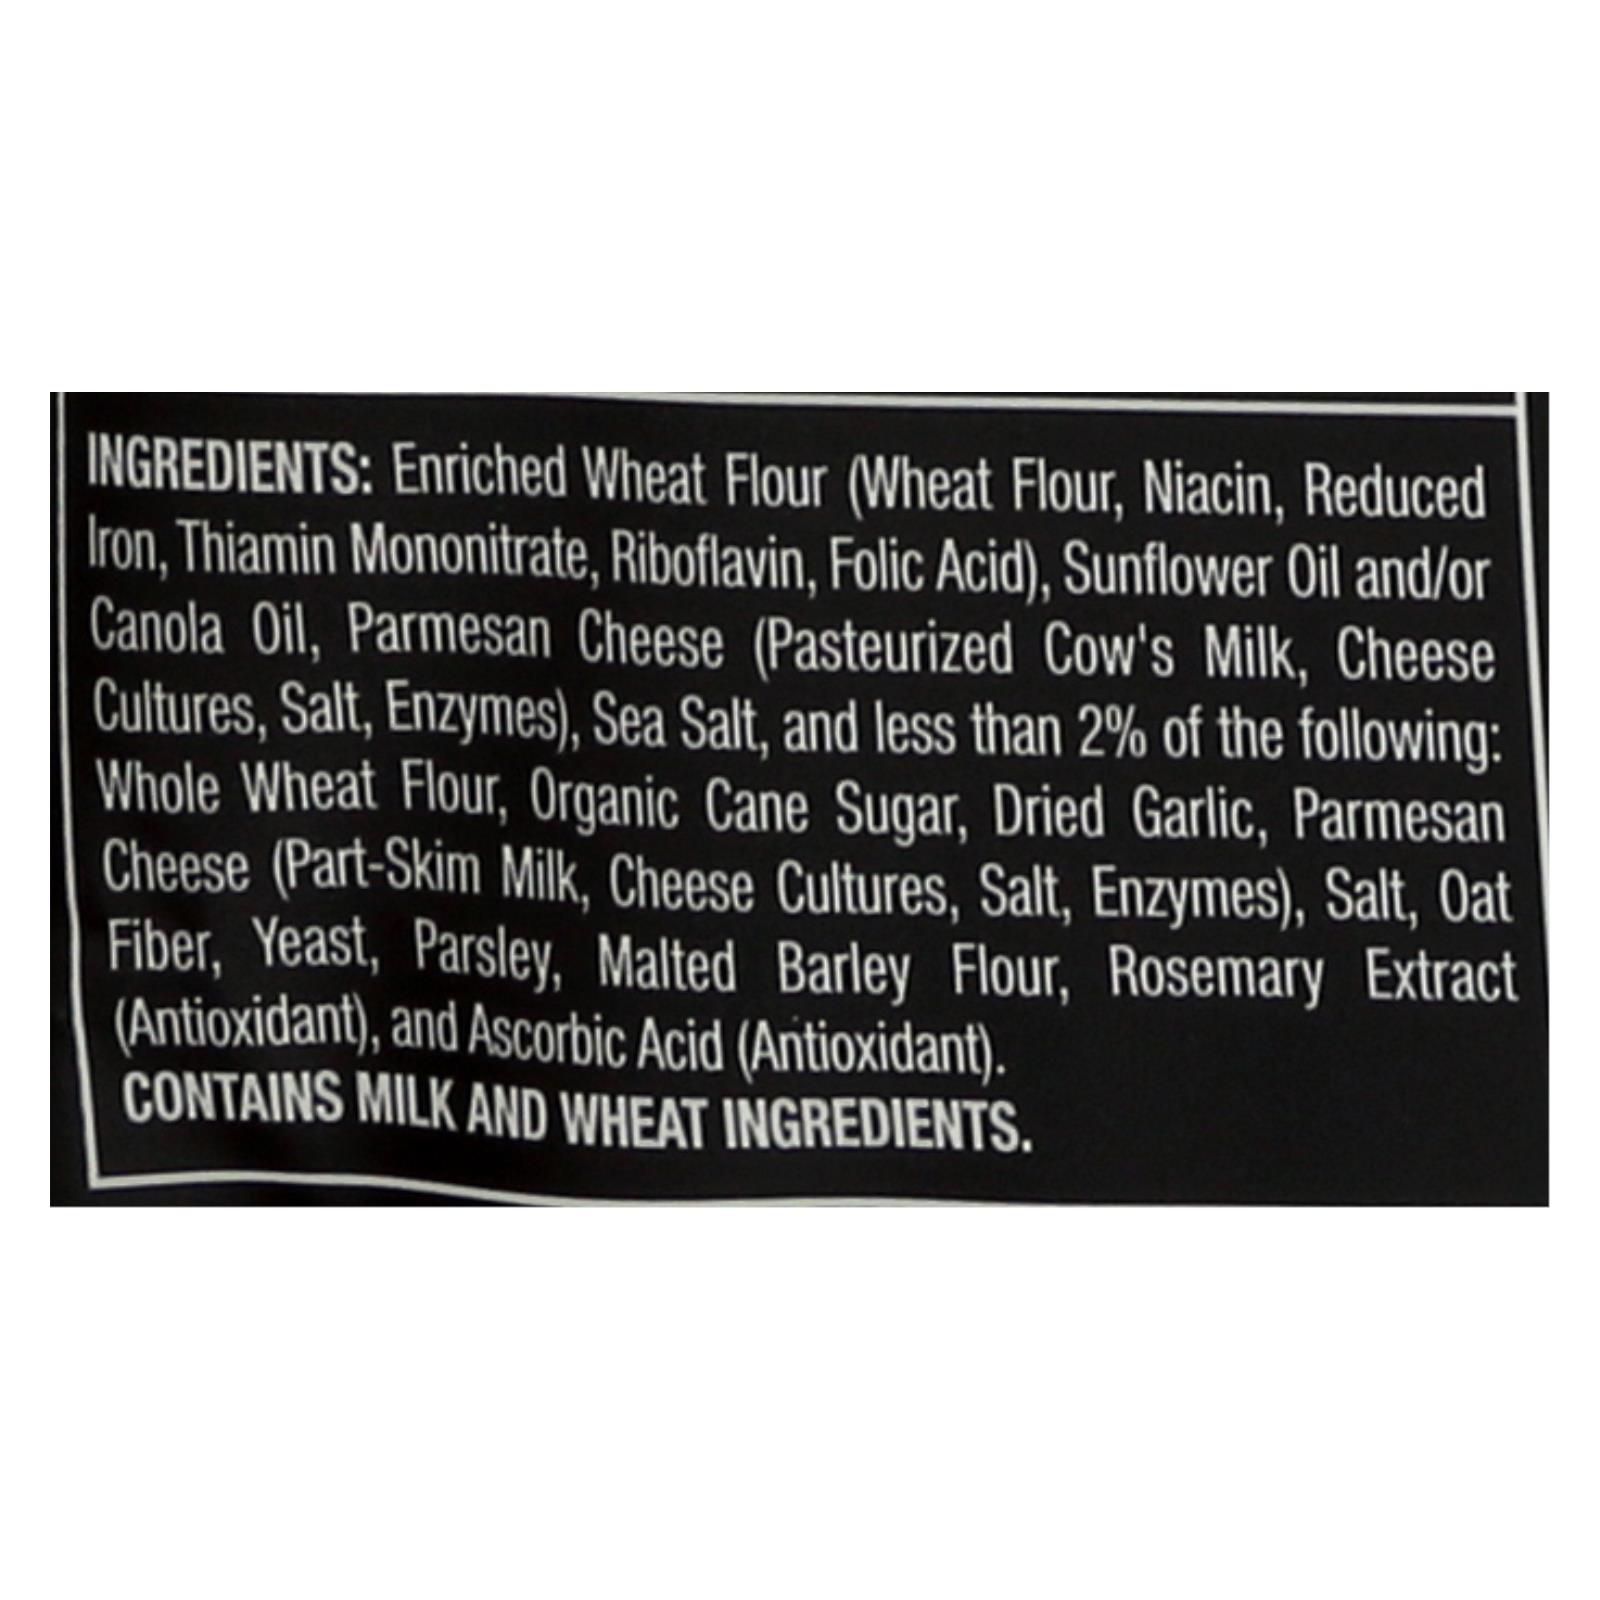 INGREDIENTS: Enriched Wheat Flour (Wheat Flour, Niacin, Reduced
Iron, Thiamin Mononitrate, Riboflavin, Folic Acid), Sunflower Oil and/or
Canola Oil, Parmesan Cheese (Pasteurized Cow's Milk, Cheese
Cultures, Salt, Enzymes), Sea Salt, and less than 2% of the following:
Whole Wheat Flour, Organic Cane Sugar, Dried Garlic, Parmesan
Cheese (Part-Skim Milk, Cheese Cultures, Salt, Enzymes), Salt, Oat
Fiber, Yeast, Parsley, Malted Barley Flour, Rosemary Extract
(Antioxidant), and Ascorbic Acid (Antioxidant).
CONTAINS MILK AND WHEAT INGREDIENTS.